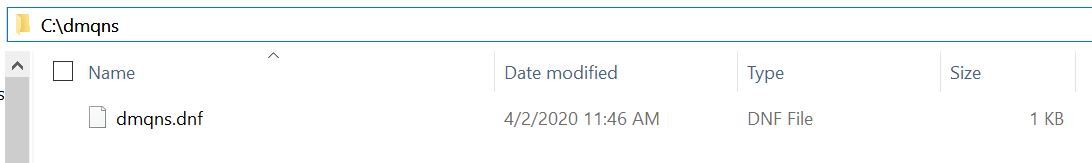 C:\dmqns
Name Date modified Type Size
s
dmqns.dnf 4/2/2020 11:46 AM DNF File 1 KB